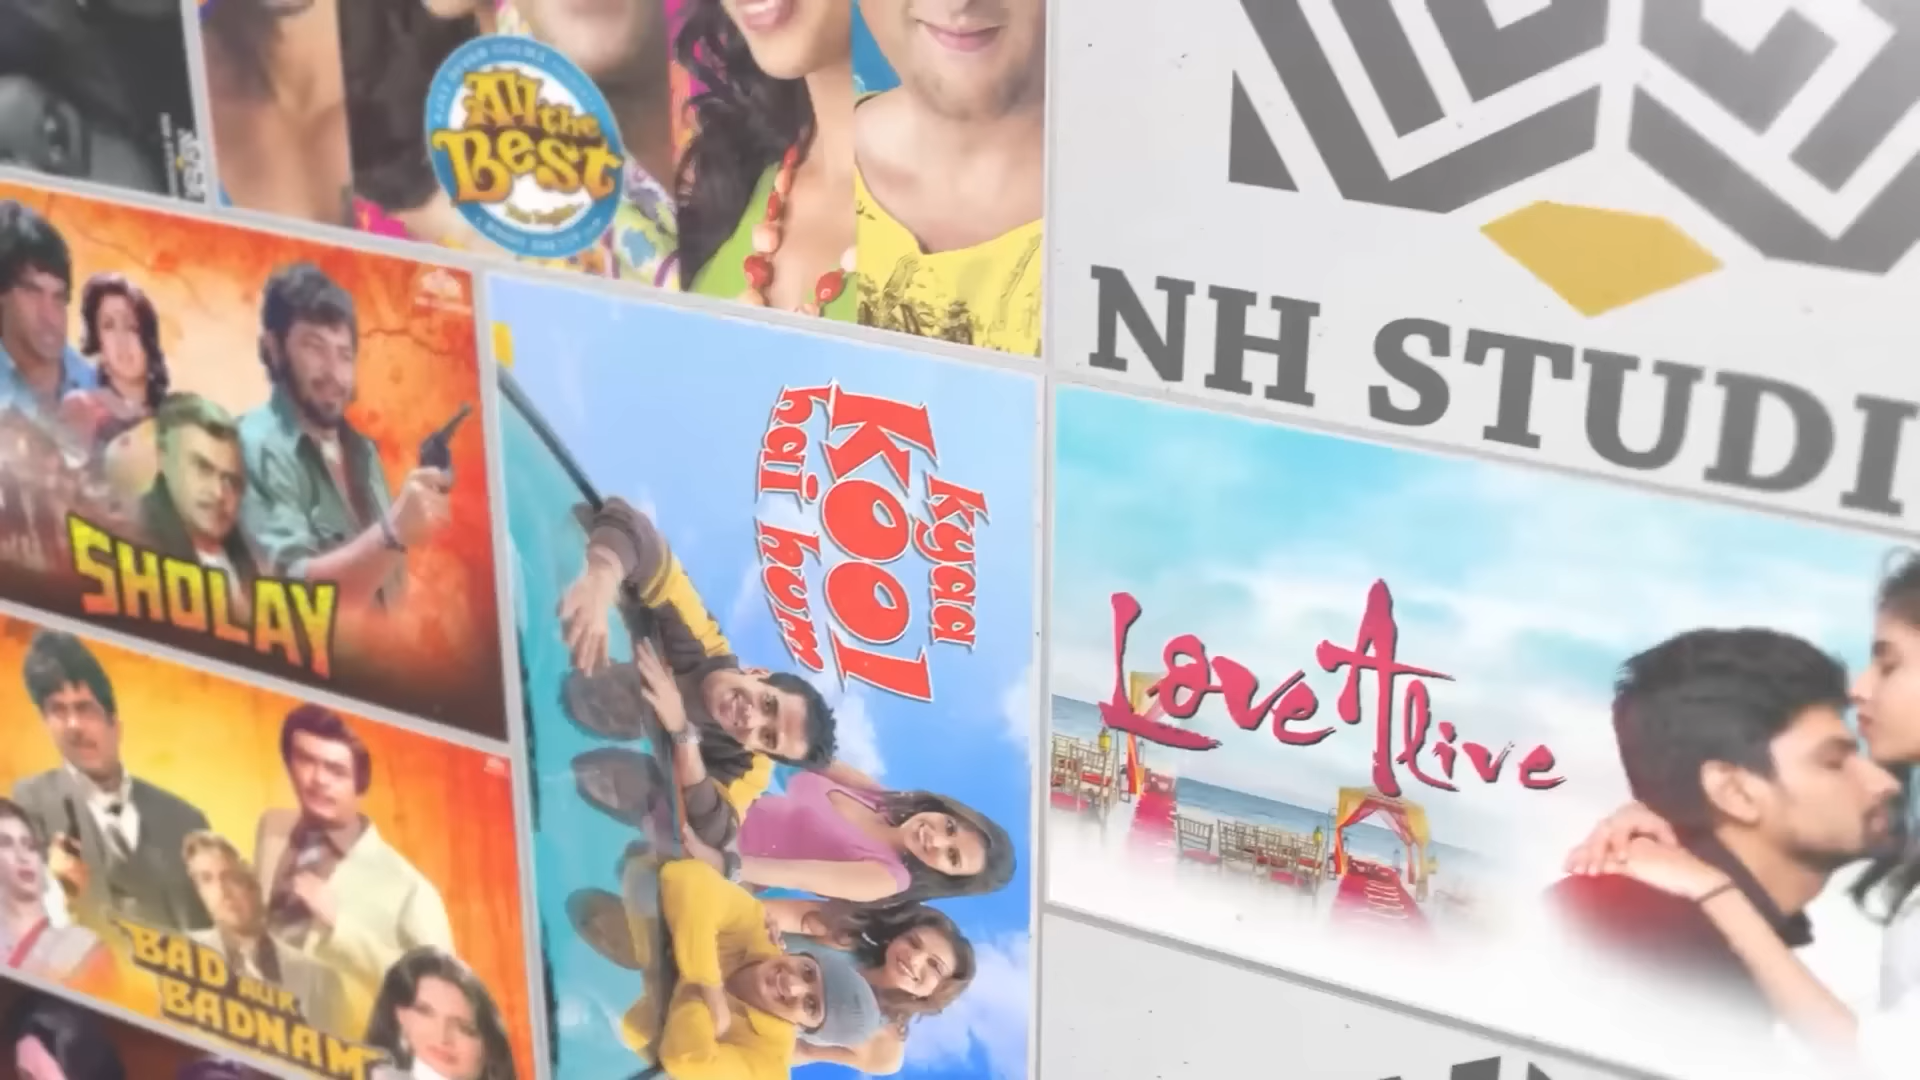 All the
Best
NH STUDI
SHOLAY
Kyaa
Kool
hai hum
Love Alive
BAD AUR
BADNAM